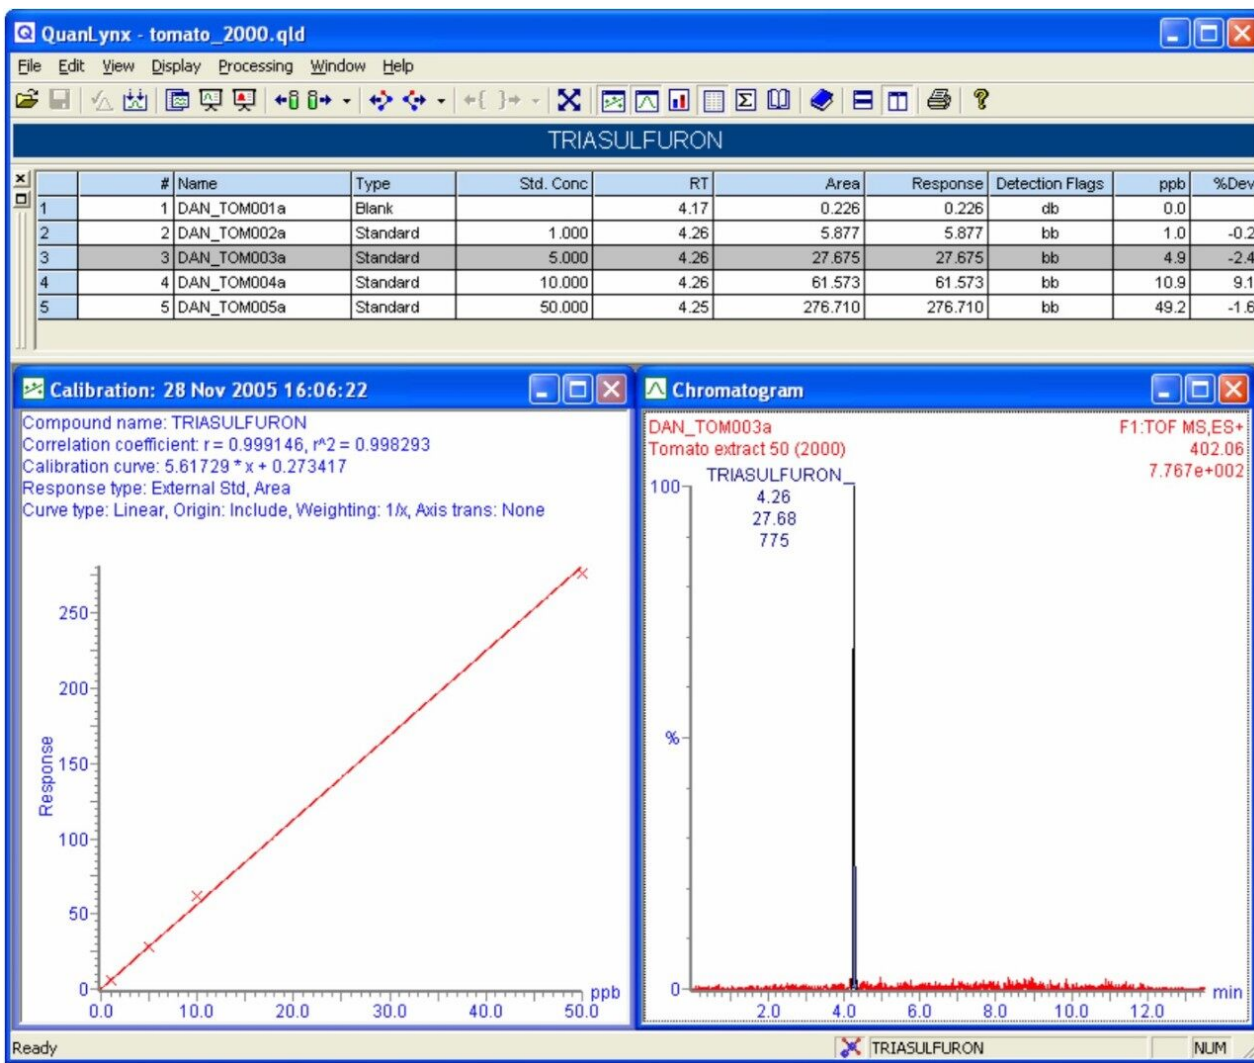 QuanLynx - tomato_2000.qld
File Edit View Display Processing Window Help
TRIASULFURON
# Name Type Std. Conc RT Area Response Detection Flags ppb %Dev
1 1 DAN_TOM001a Blank 4.17 0.226 0.226 db 0.0
2 2 DAN_TOM002a Standard 1.000 4.26 5.877 5.877 bb 1.0 -0.2
3 3 DAN_TOM003a Standard 5.000 4.26 27.675 27.675 bb 4.9 -2.4
4 4 DAN_TOM004a Standard 10.000 4.26 61.573 61.573 bb 10.9 9.1
5 5 DAN_TOM005a Standard 50.000 4.25 276.710 276.710 bb 49.2 -1.6
Calibration: 28 Nov 2005 16:06:22
Compound name: TRIASULFURON
Correlation coefficient: r = 0.999146, r^2 = 0.998293
Calibration curve: 5.61729 * x + 0.273417
Response type: External Std, Area
Curve type: Linear, Origin: Include, Weighting: 1/x, Axis trans: None
250
200
150
100
50
0
Response
0.0 10.0 20.0 30.0 40.0 50.0
ppb
Chromatogram
DAN_TOM003a F1:TOF MS,ES+
Tomato extract 50 (2000) 402.06
7.767e+002
TRIASULFURON
4.26
27.68
775
100
%
0
2.0 4.0 6.0 8.0 10.0 12.0
min
Ready TRIASULFURON NUM